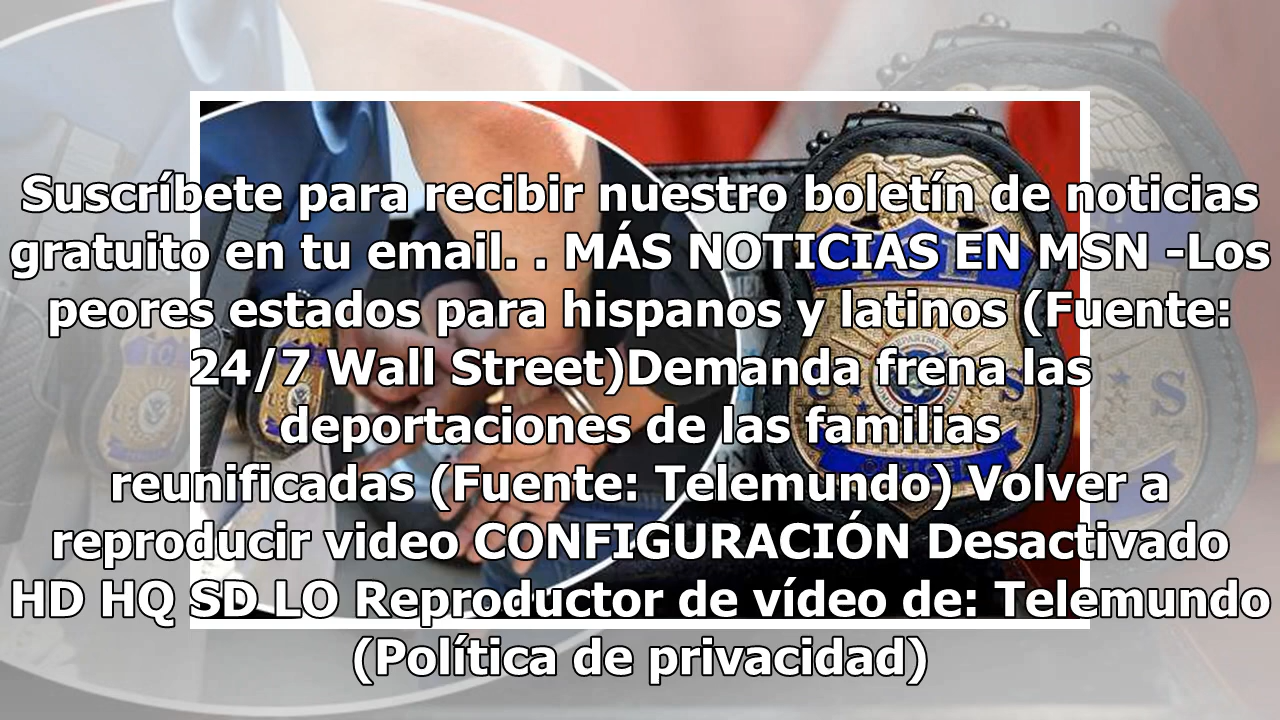 Suscríbete para recibir nuestro boletín de noticias
gratuito en tu email. . MÁS NOTICIAS EN MSN -Los
peores estados para hispanos y latinos (Fuente:
24/7 Wall Street)Demanda frena las
deportaciones de las familias
reunificadas (Fuente: Telemundo) Volver a
reproducir video CONFIGURACIÓN Desactivado
HD HQ SD LO Reproductor de vídeo de: Telemundo
(Política de privacidad)